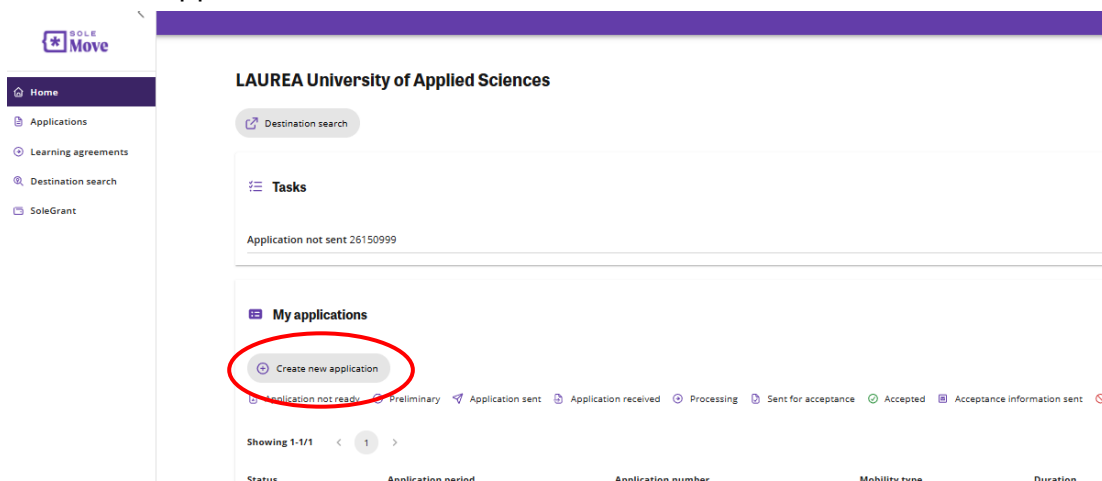 SOLE
Move
Home
Applications
Learning agreements
Destination search
SoleGrant
LAUREA University of Applied Sciences
Destination search
Tasks
Application not sent 26150999
My applications
Create new application
Application not ready Preliminary Application sent Application received Processing Sent for acceptance Accepted Acceptance information sent
Showing 1-1/1 < 1 >
Status Application period Application number Mobility type Duration